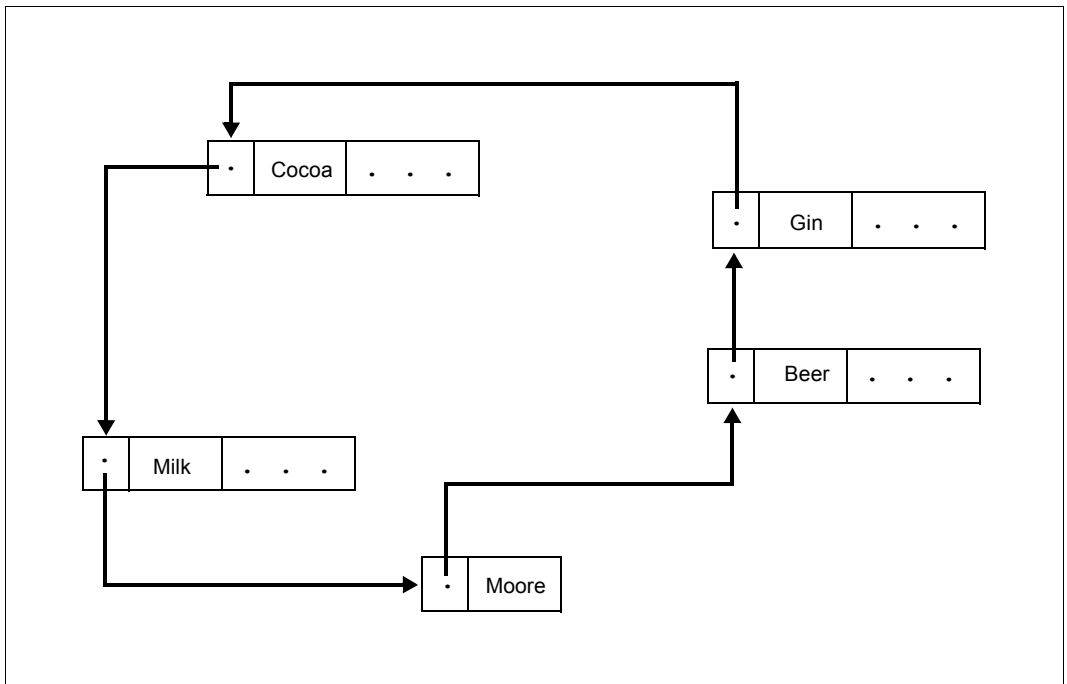 . Cocoa . . .
. Gin . . .
. Beer . . .
. Milk . . .
. Moore